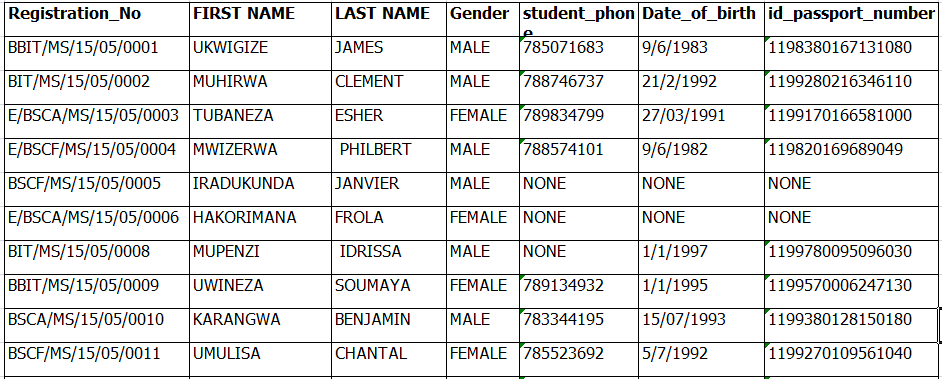 Registration_No FIRST NAME LAST NAME Gender student_phone Date_of_birth id_passport_number
BBIT/MS/15/05/0001 UKWIGIZE JAMES MALE 785071683 9/6/1983 1198380167131080
BIT/MS/15/05/0002 MUHIRWA CLEMENT MALE 788746737 21/2/1992 1199280216346110
E/BSCA/MS/15/05/0003 TUBANEZA ESHER FEMALE 789834799 27/03/1991 1199170166581000
E/BSCF/MS/15/05/0004 MWIZERWA PHILBERT MALE 788574101 9/6/1982 119820169689049
BSCF/MS/15/05/0005 IRADUKUNDA JANVIER MALE NONE NONE NONE
E/BSCA/MS/15/05/0006 HAKORIMANA FROLA FEMALE NONE NONE NONE
BIT/MS/15/05/0008 MUPENZI IDRISSA MALE NONE 1/1/1997 1199780095096030
BBIT/MS/15/05/0009 UWINEZA SOUMAYA FEMALE 789134932 1/1/1995 1199570006247130
BSCA/MS/15/05/0010 KARANGWA BENJAMIN MALE 783344195 15/07/1993 1199380128150180
BSCF/MS/15/05/0011 UMULISA CHANTAL FEMALE 785523692 5/7/1992 1199270109561040